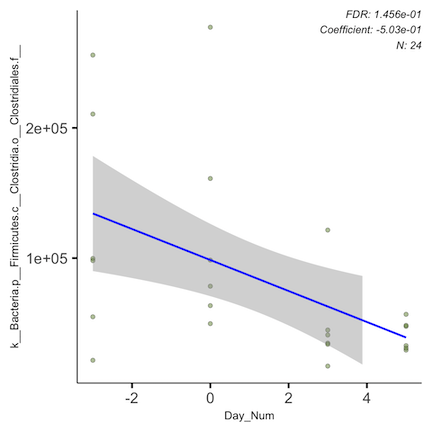 FDR: 1.456e-01
Coefficient: -5.03e-01
N: 24
k__Bacteria.p__Firmicutes.c__Clostridia.o__Clostridiales.f__
2e+05
1e+05
-2 0 2 4
Day_Num